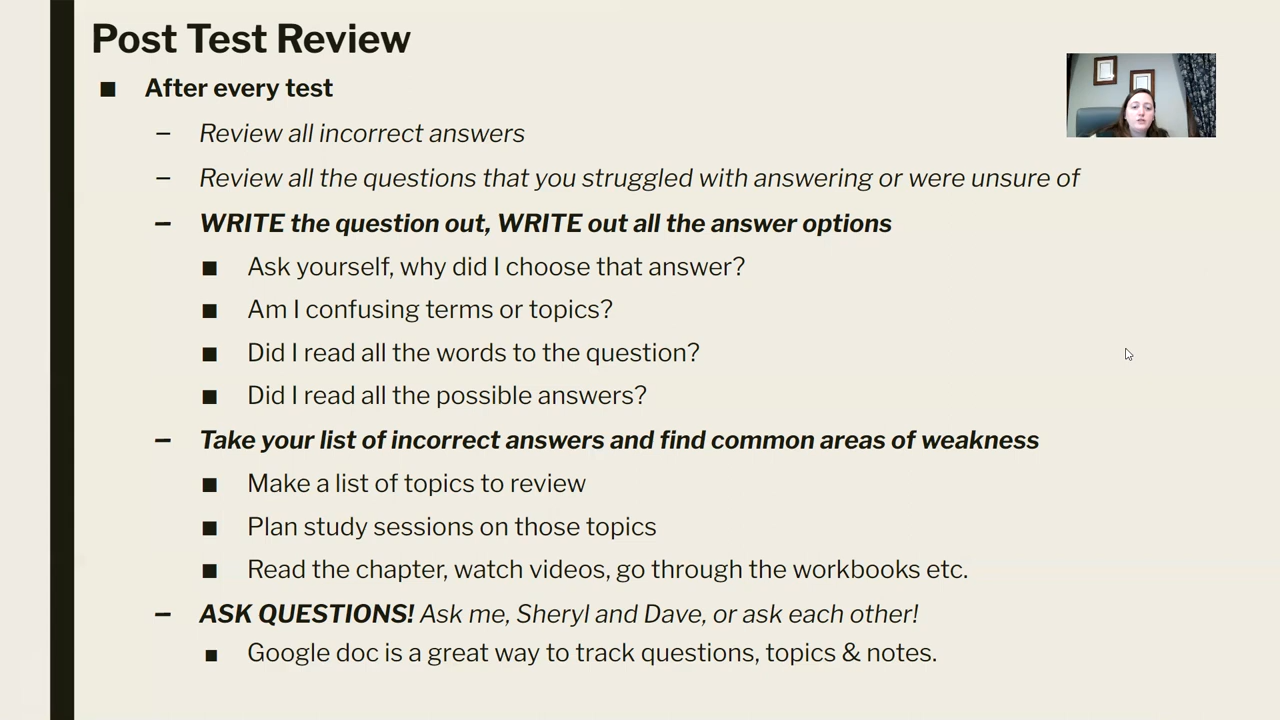 Post Test Review
■ After every test
– Review all incorrect answers
– Review all the questions that you struggled with answering or were unsure of
– WRITE the question out, WRITE out all the answer options
■ Ask yourself, why did I choose that answer?
■ Am I confusing terms or topics?
■ Did I read all the words to the question?
■ Did I read all the possible answers?
– Take your list of incorrect answers and find common areas of weakness
■ Make a list of topics to review
■ Plan study sessions on those topics
■ Read the chapter, watch videos, go through the workbooks etc.
– ASK QUESTIONS! Ask me, Sheryl and Dave, or ask each other!
■ Google doc is a great way to track questions, topics & notes.